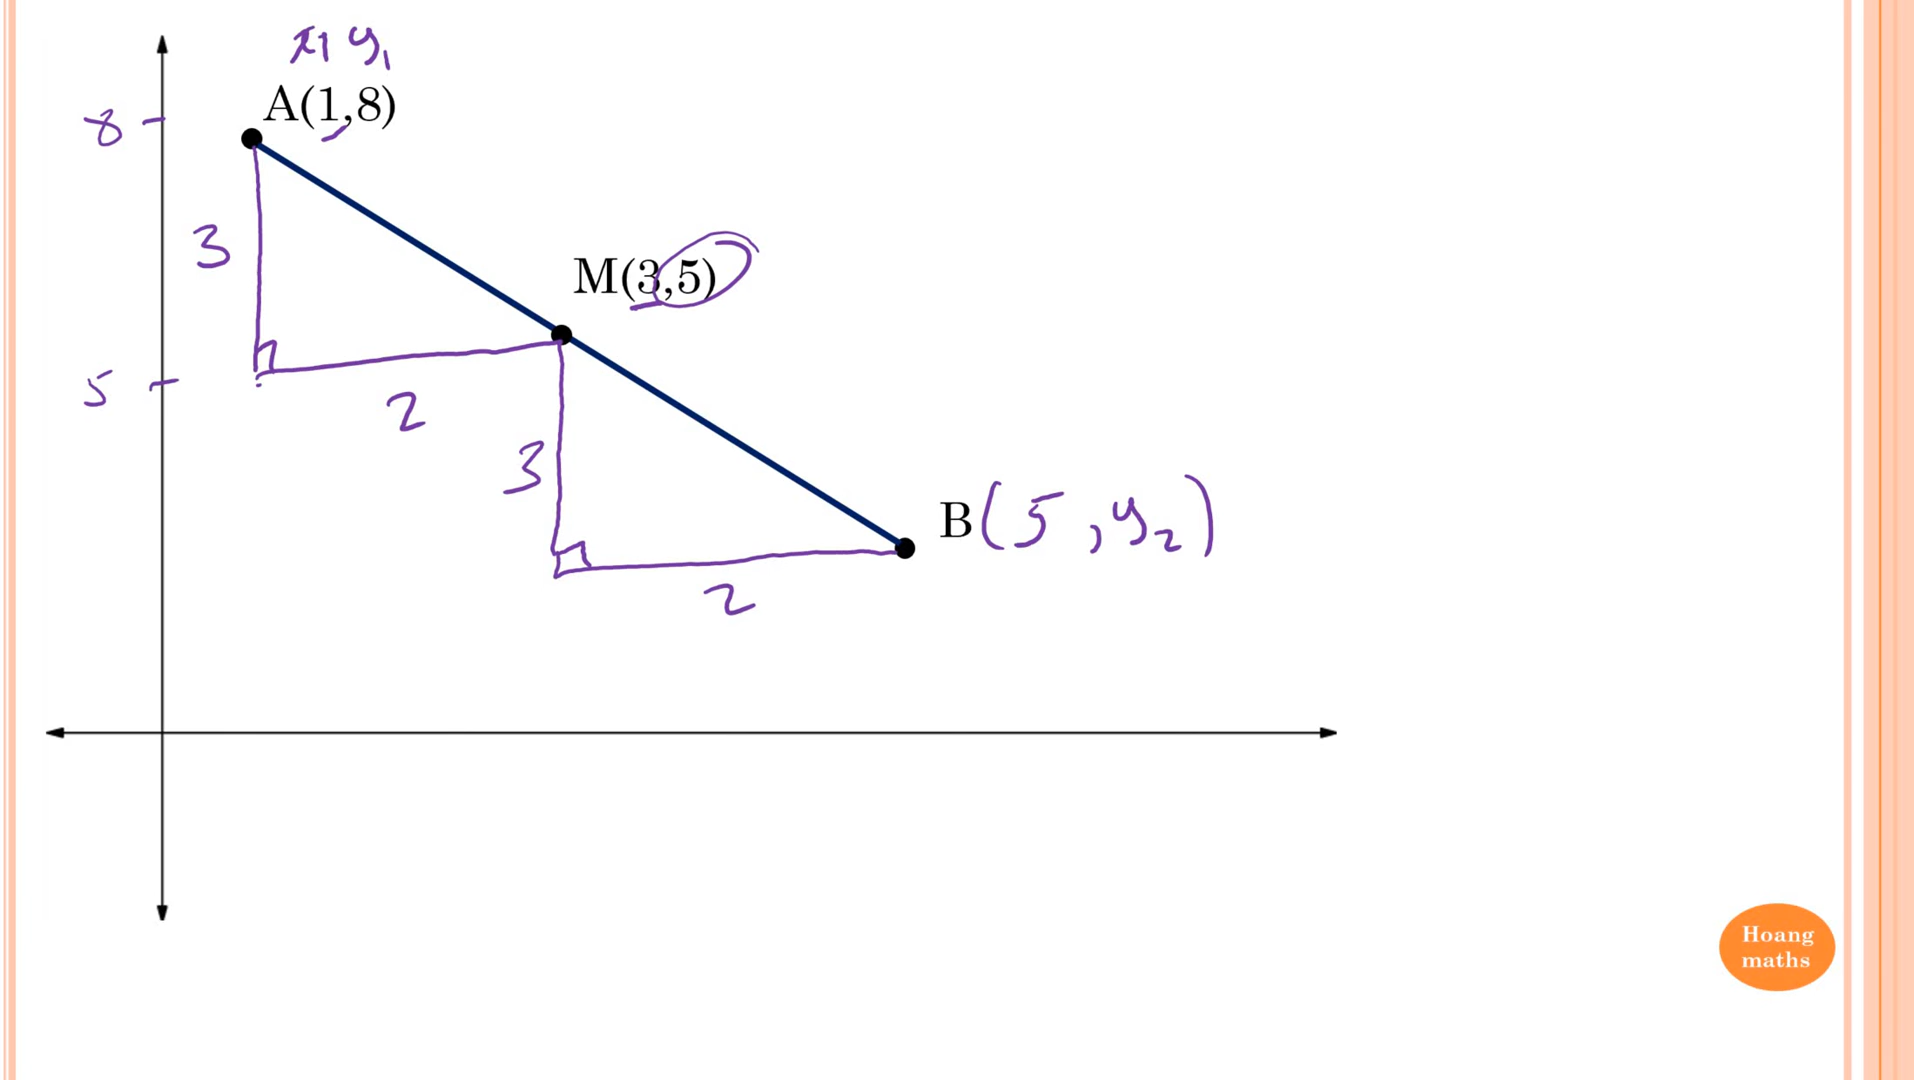 x1 y1
A(1,8)
8
3
M(3,5)
5
2
3
B(5,y2)
2
Hoang
maths